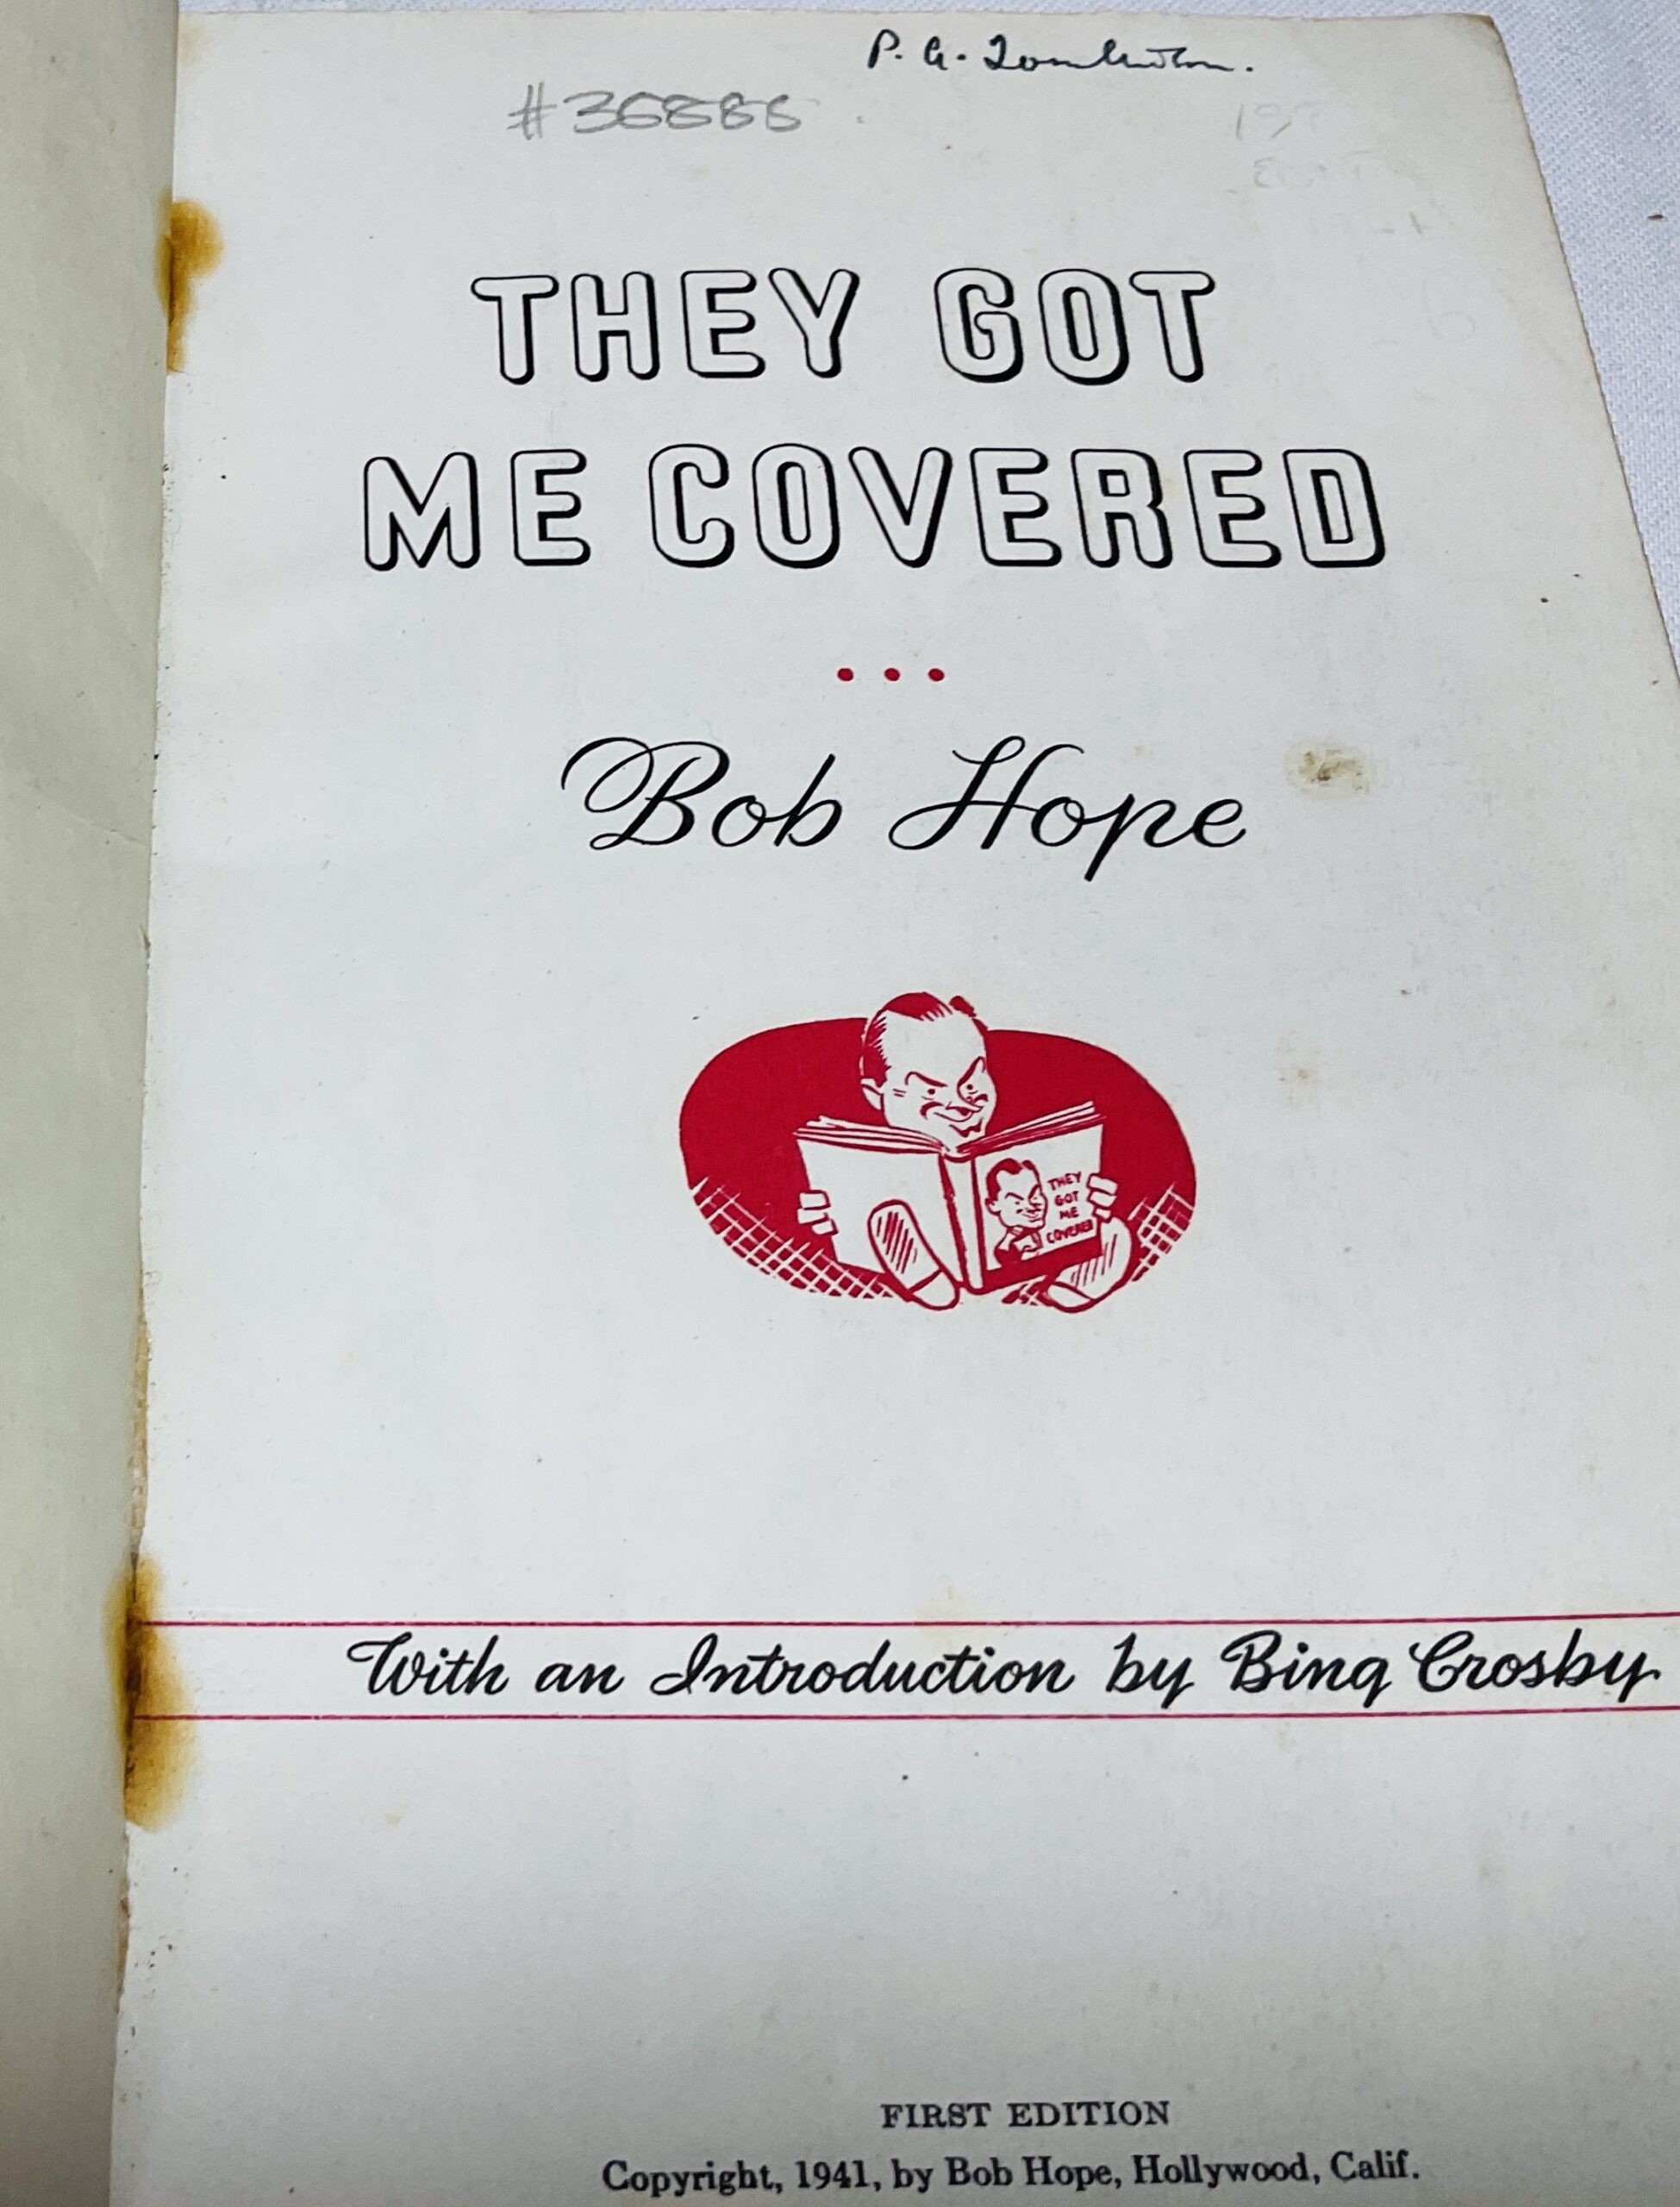 P. G.
#36888
THEY GOT
ME COVERED
Bob Hope
THEY
GOT
ME
COVERED
With an Introduction by Bing Crosby
FIRST EDITION
Copyright, 1941, by Bob Hope, Hollywood, Calif.